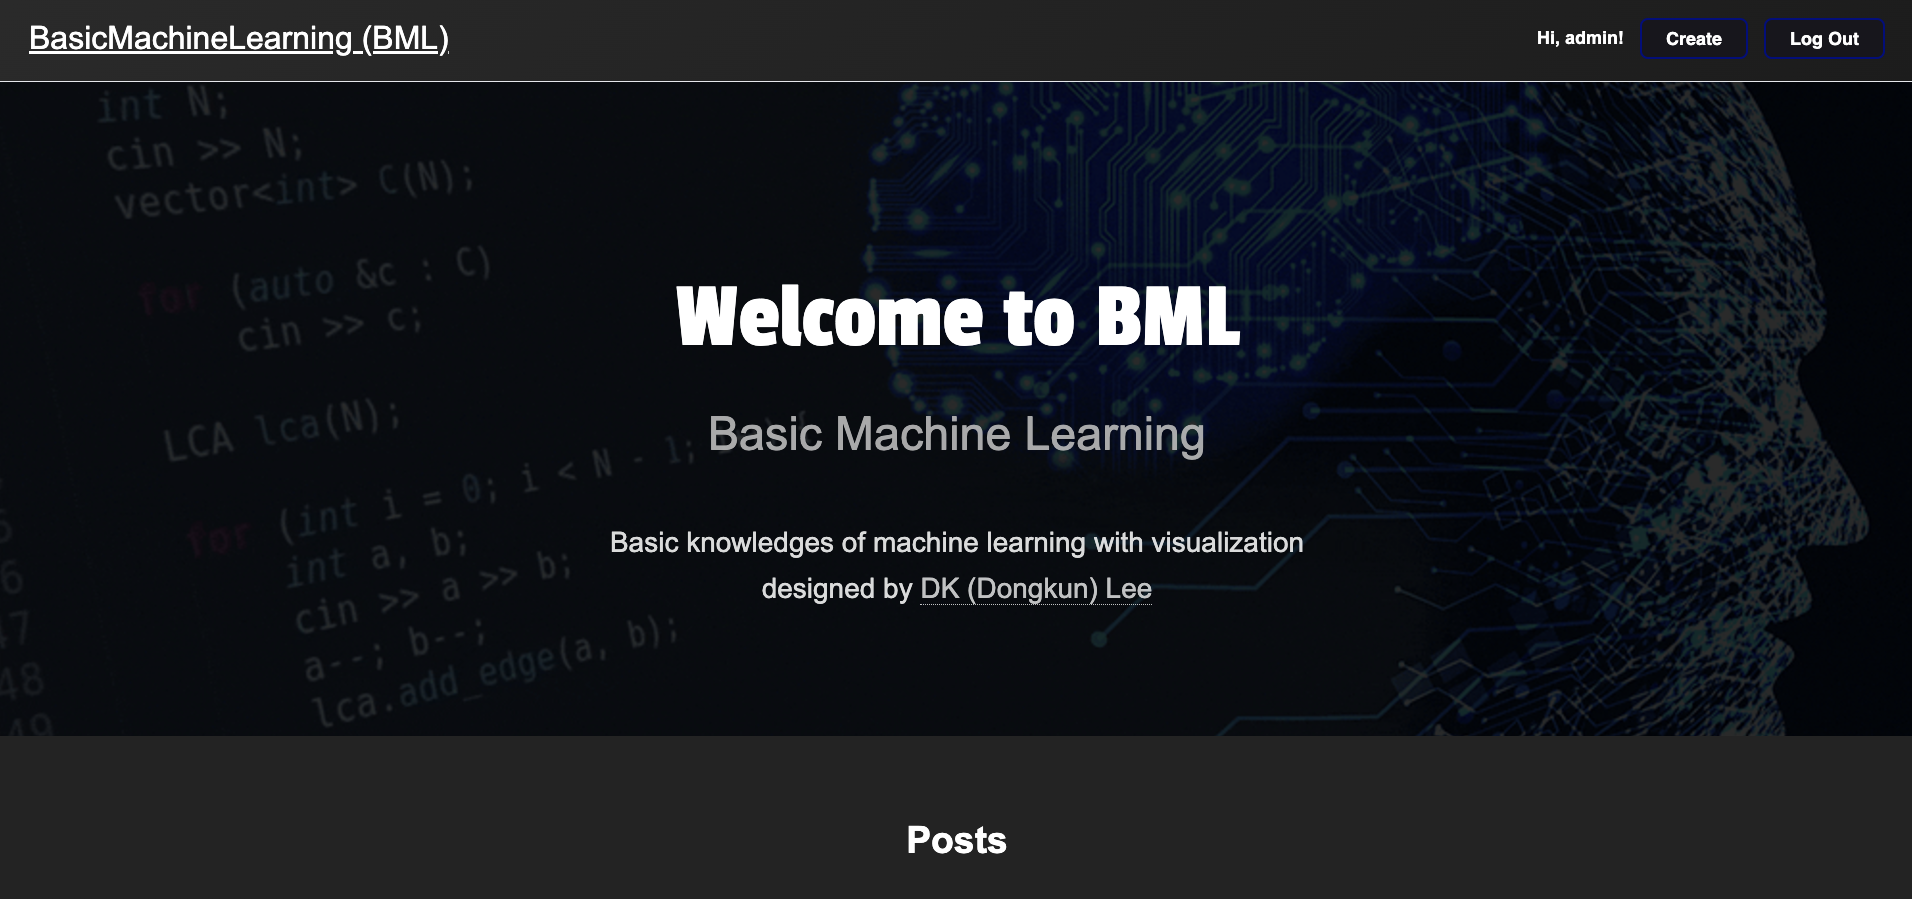 BasicMachineLearning (BML)
Hi, admin!
Create
Log Out
int N;
cin >> N;
vector<int> C(N);
for (auto &c : C)
cin >> c;
LCA lca(N);
for (int i = 0; i < N - 1;
int a, b;
cin >> a >> b;
a--; b--;
lca.add_edge(a, b);
48
49
Welcome to BML
Basic Machine Learning
Basic knowledges of machine learning with visualization
designed by DK (Dongkun) Lee
Posts